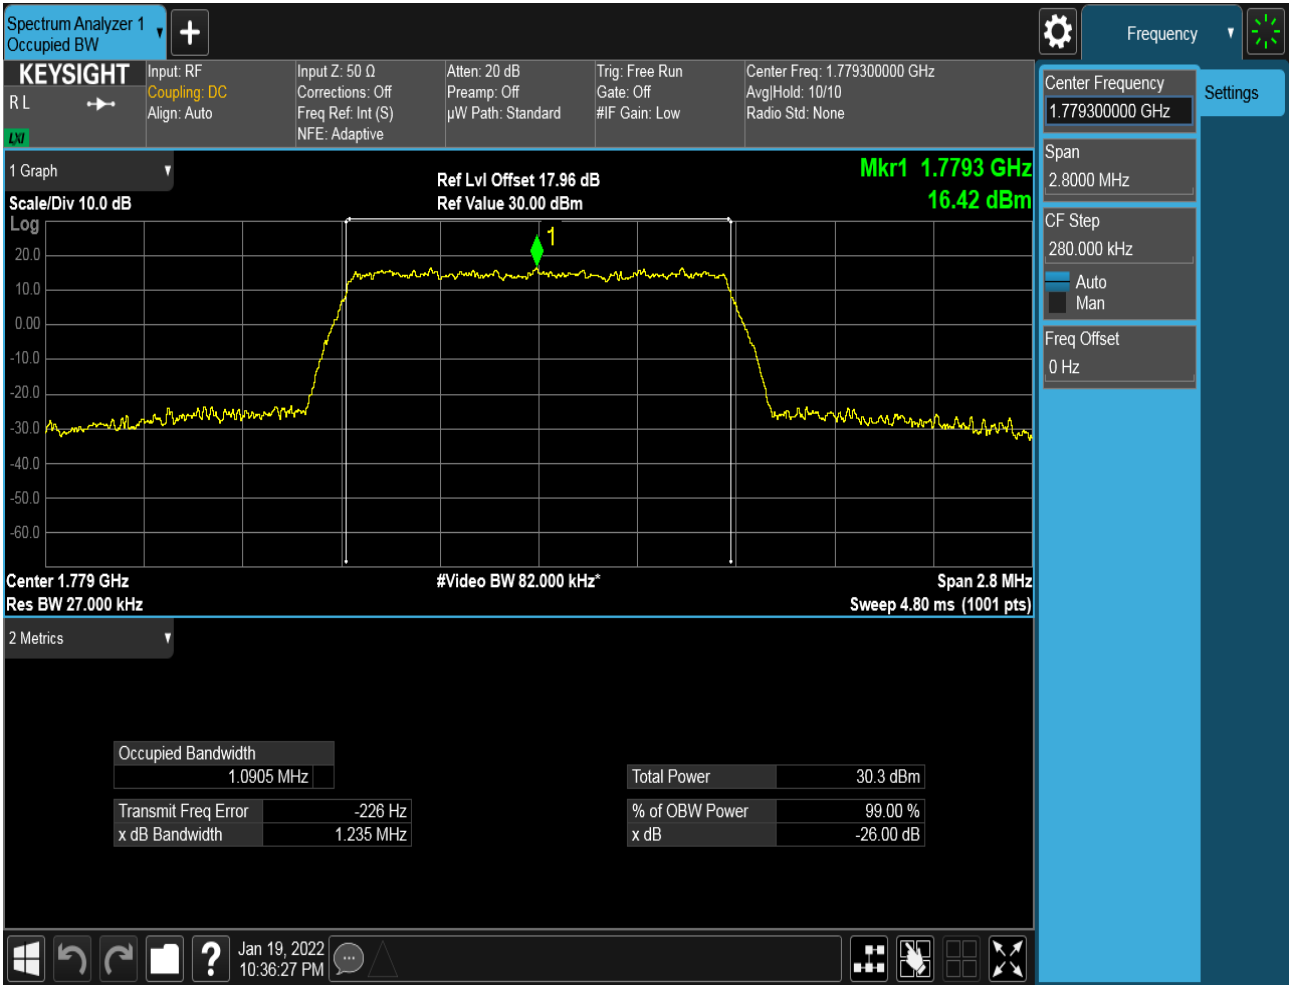 Spectrum Analyzer 1
Occupied BW
Frequency
KEYSIGHT
R L
LXI
Input: RF
Coupling: DC
Align: Auto
Input Z: 50 Ω
Corrections: Off
Freq Ref: Int (S)
NFE: Adaptive
Atten: 20 dB
Preamp: Off
µW Path: Standard
Trig: Free Run
Gate: Off
#IF Gain: Low
Center Freq: 1.779300000 GHz
Avg|Hold: 10/10
Radio Std: None
Center Frequency
1.779300000 GHz
Settings
Span
2.8000 MHz
CF Step
280.000 kHz
Auto
Man
Freq Offset
0 Hz
1 Graph
Scale/Div 10.0 dB
Ref Lvl Offset 17.96 dB
Ref Value 30.00 dBm
Mkr1 1.7793 GHz
16.42 dBm
Log
1
20.0
10.0
0.00
-10.0
-20.0
-30.0
-40.0
-50.0
-60.0
Center 1.779 GHz
#Video BW 82.000 kHz*
Span 2.8 MHz
Res BW 27.000 kHz
Sweep 4.80 ms (1001 pts)
2 Metrics
Occupied Bandwidth
1.0905 MHz
Total Power 30.3 dBm
Transmit Freq Error -226 Hz
% of OBW Power 99.00 %
x dB Bandwidth 1.235 MHz
x dB -26.00 dB
?
Jan 19, 2022
10:36:27 PM